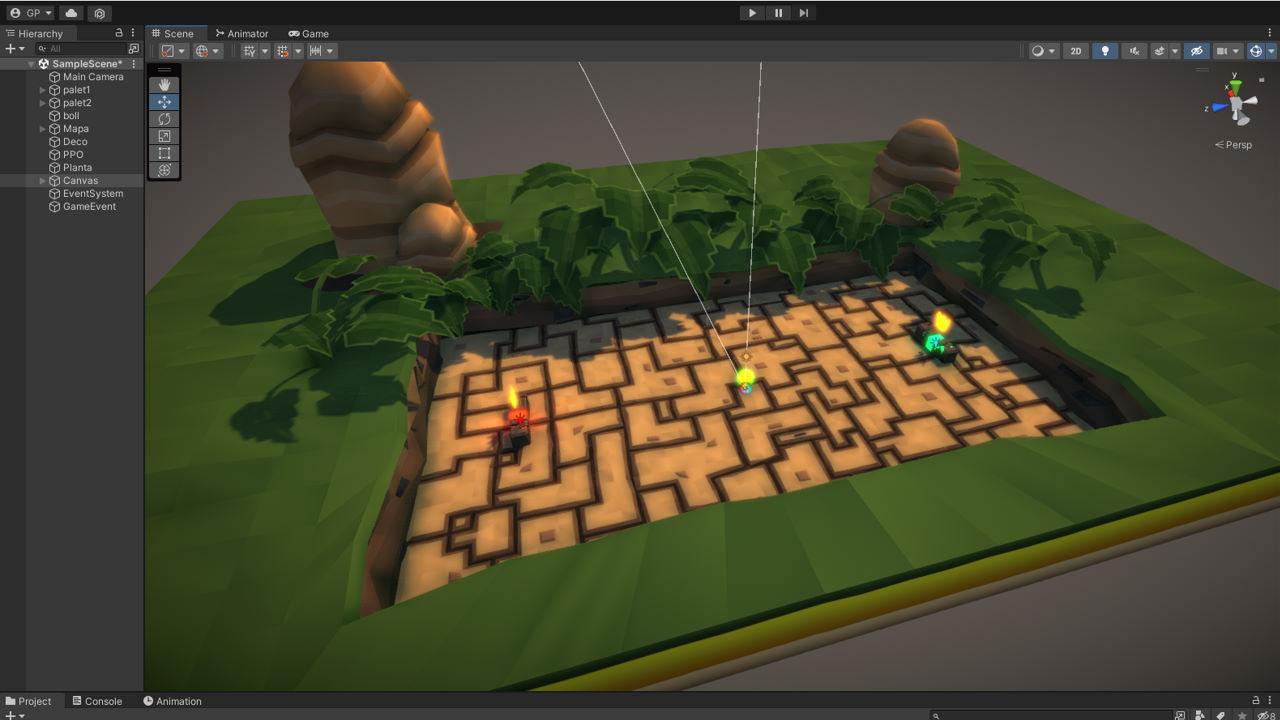 GP
Hierarchy
Scene
Animator
Game
All
2D
SampleScene*
Main Camera
palet1
palet2
boll
Mapa
Deco
PPO
Planta
Canvas
EventSystem
GameEvent
y
x
z
Persp
Project
Console
Animation